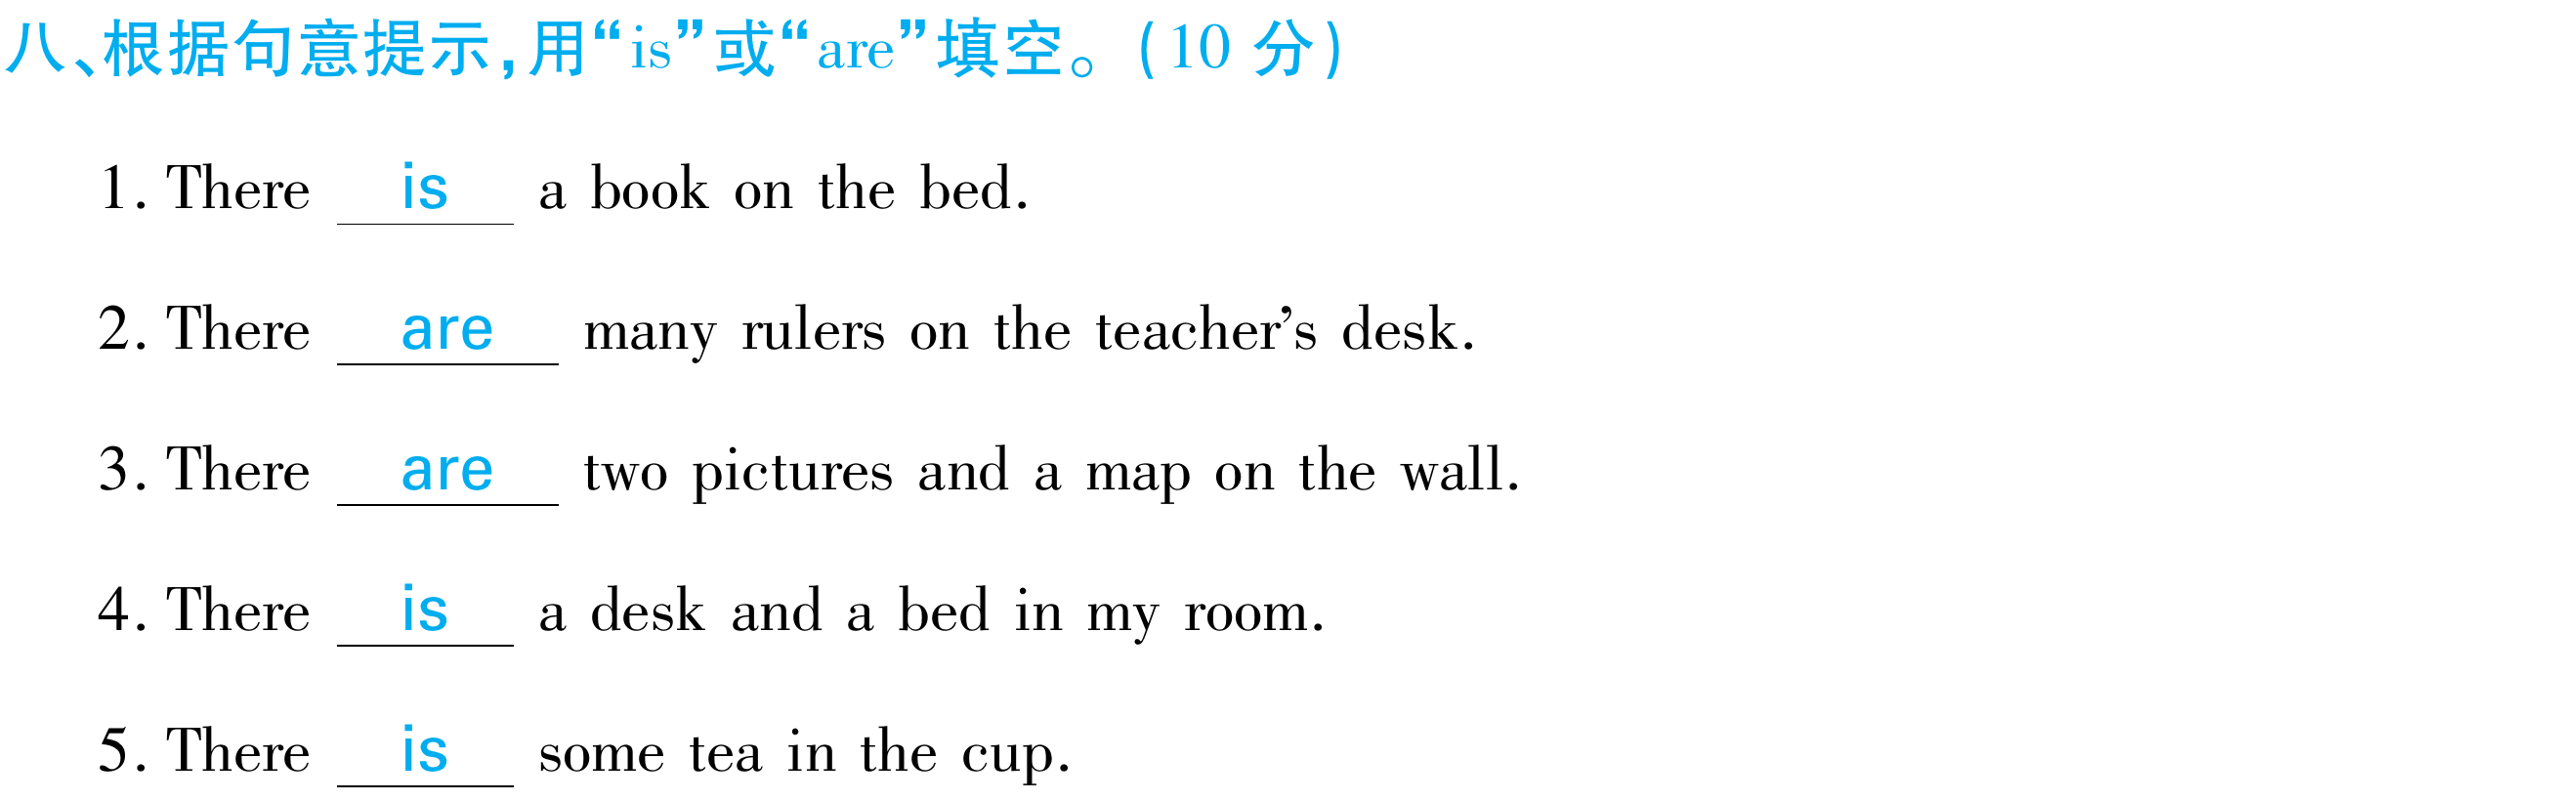 八、根据句意提示,用“is”或“are”填空。(10 分)
1. There is a book on the bed.
2. There are many rulers on the teacher’s desk.
3. There are two pictures and a map on the wall.
4. There is a desk and a bed in my room.
5. There is some tea in the cup.